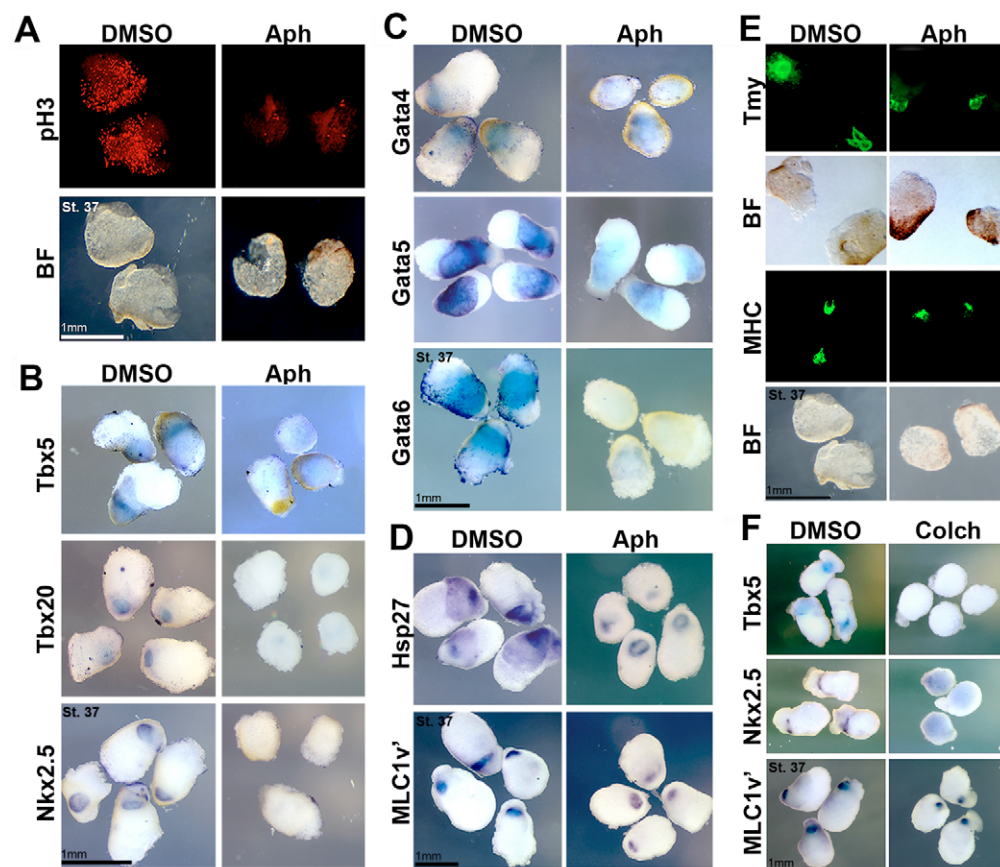 A
DMSO
Aph
pH3
BF
St. 37
1mm
B
DMSO
Aph
Tbx5
Tbx20
Nkx2.5
St. 37
1mm
C
DMSO
Aph
Gata4
Gata5
Gata6
St. 37
1mm
D
DMSO
Aph
Hsp27
MLC1v'
St. 37
1mm
E
DMSO
Aph
Tmy
BF
MHC
BF
St. 37
1mm
F
DMSO
Colch
Tbx5
Nkx2.5
MLC1v'
St. 37
1mm